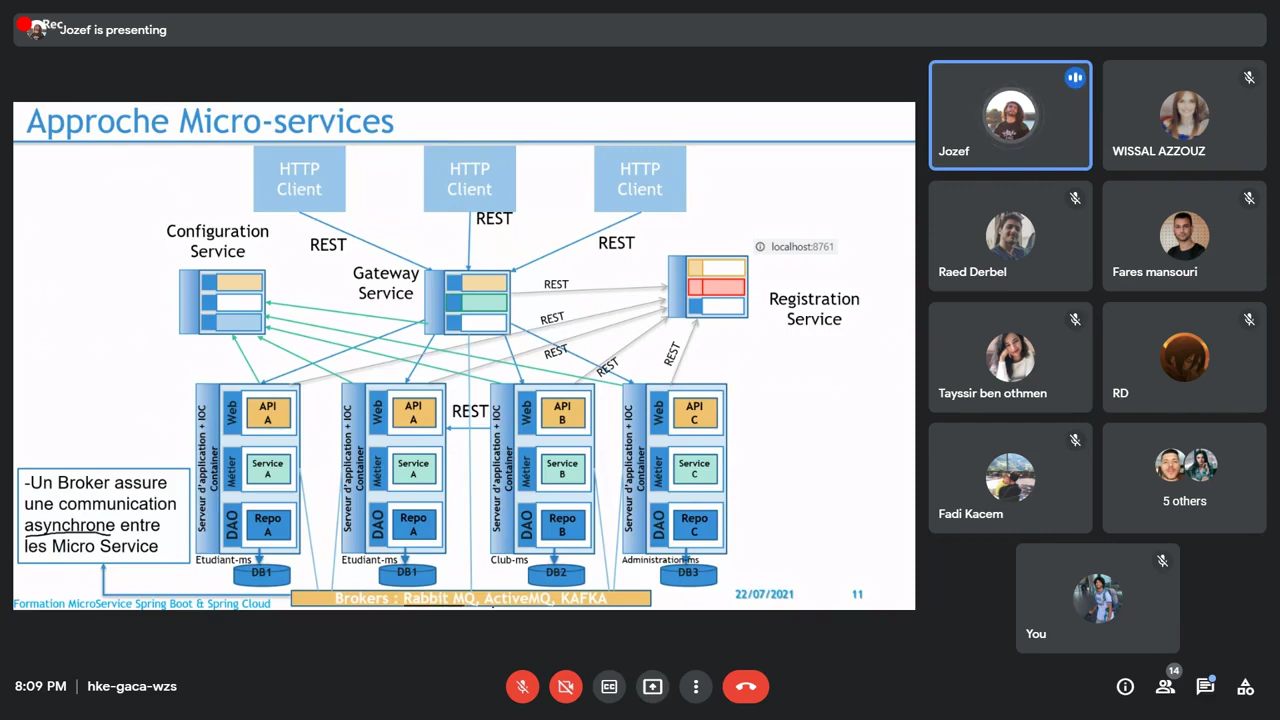 Rec
Jozef is presenting
Approche Micro-services
HTTP
Client
HTTP
Client
HTTP
Client
REST
REST
REST
Configuration
Service
Gateway
Service
localhost:8761
Registration
Service
REST
REST
REST
REST
REST
REST
Serveur d'application + IOC
Container
Web
API
A
Métier
Service
A
DAO
Repo
A
Etudiant-ms
DB1
Serveur d'application + IOC
Container
Web
API
A
Métier
Service
A
DAO
Repo
A
Etudiant-ms
DB1
Serveur d'application + IOC
Container
Web
API
B
Métier
Service
B
DAO
Repo
B
Club-ms
DB2
Serveur d'application + IOC
Container
Web
API
C
Métier
Service
C
DAO
Repo
C
Administration-ms
DB3
-Un Broker assure
une communication
asynchrone entre
les Micro Service
Formation MicroService Spring Boot & Spring Cloud
Brokers : Rabbit MQ, ActiveMQ, KAFKA
22/07/2021
11
Jozef
WISSAL AZZOUZ
Raed Derbel
Fares mansouri
Tayssir ben othmen
RD
Fadi Kacem
5 others
You
8:09 PM
hke-gaca-wzs
CC
14